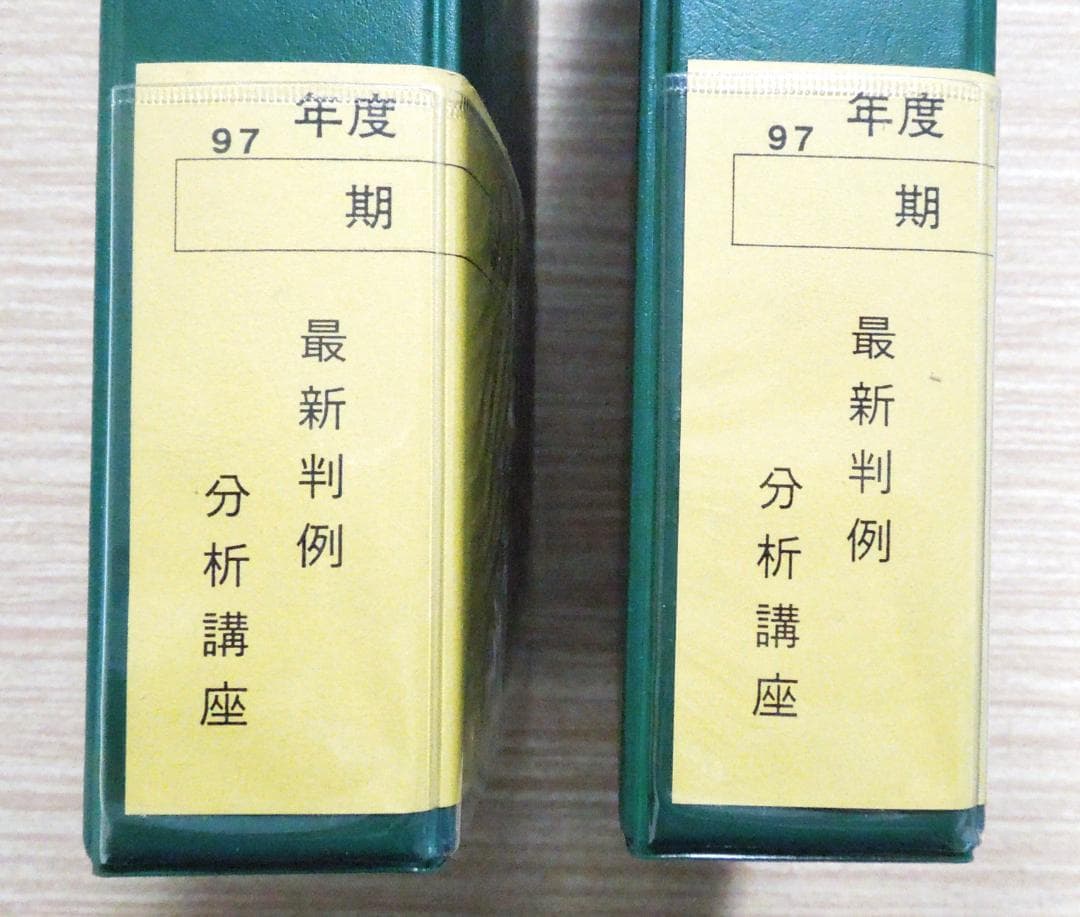 97 年度
期
最新判例
分析講座
97 年度
期
最新判例
分析講座